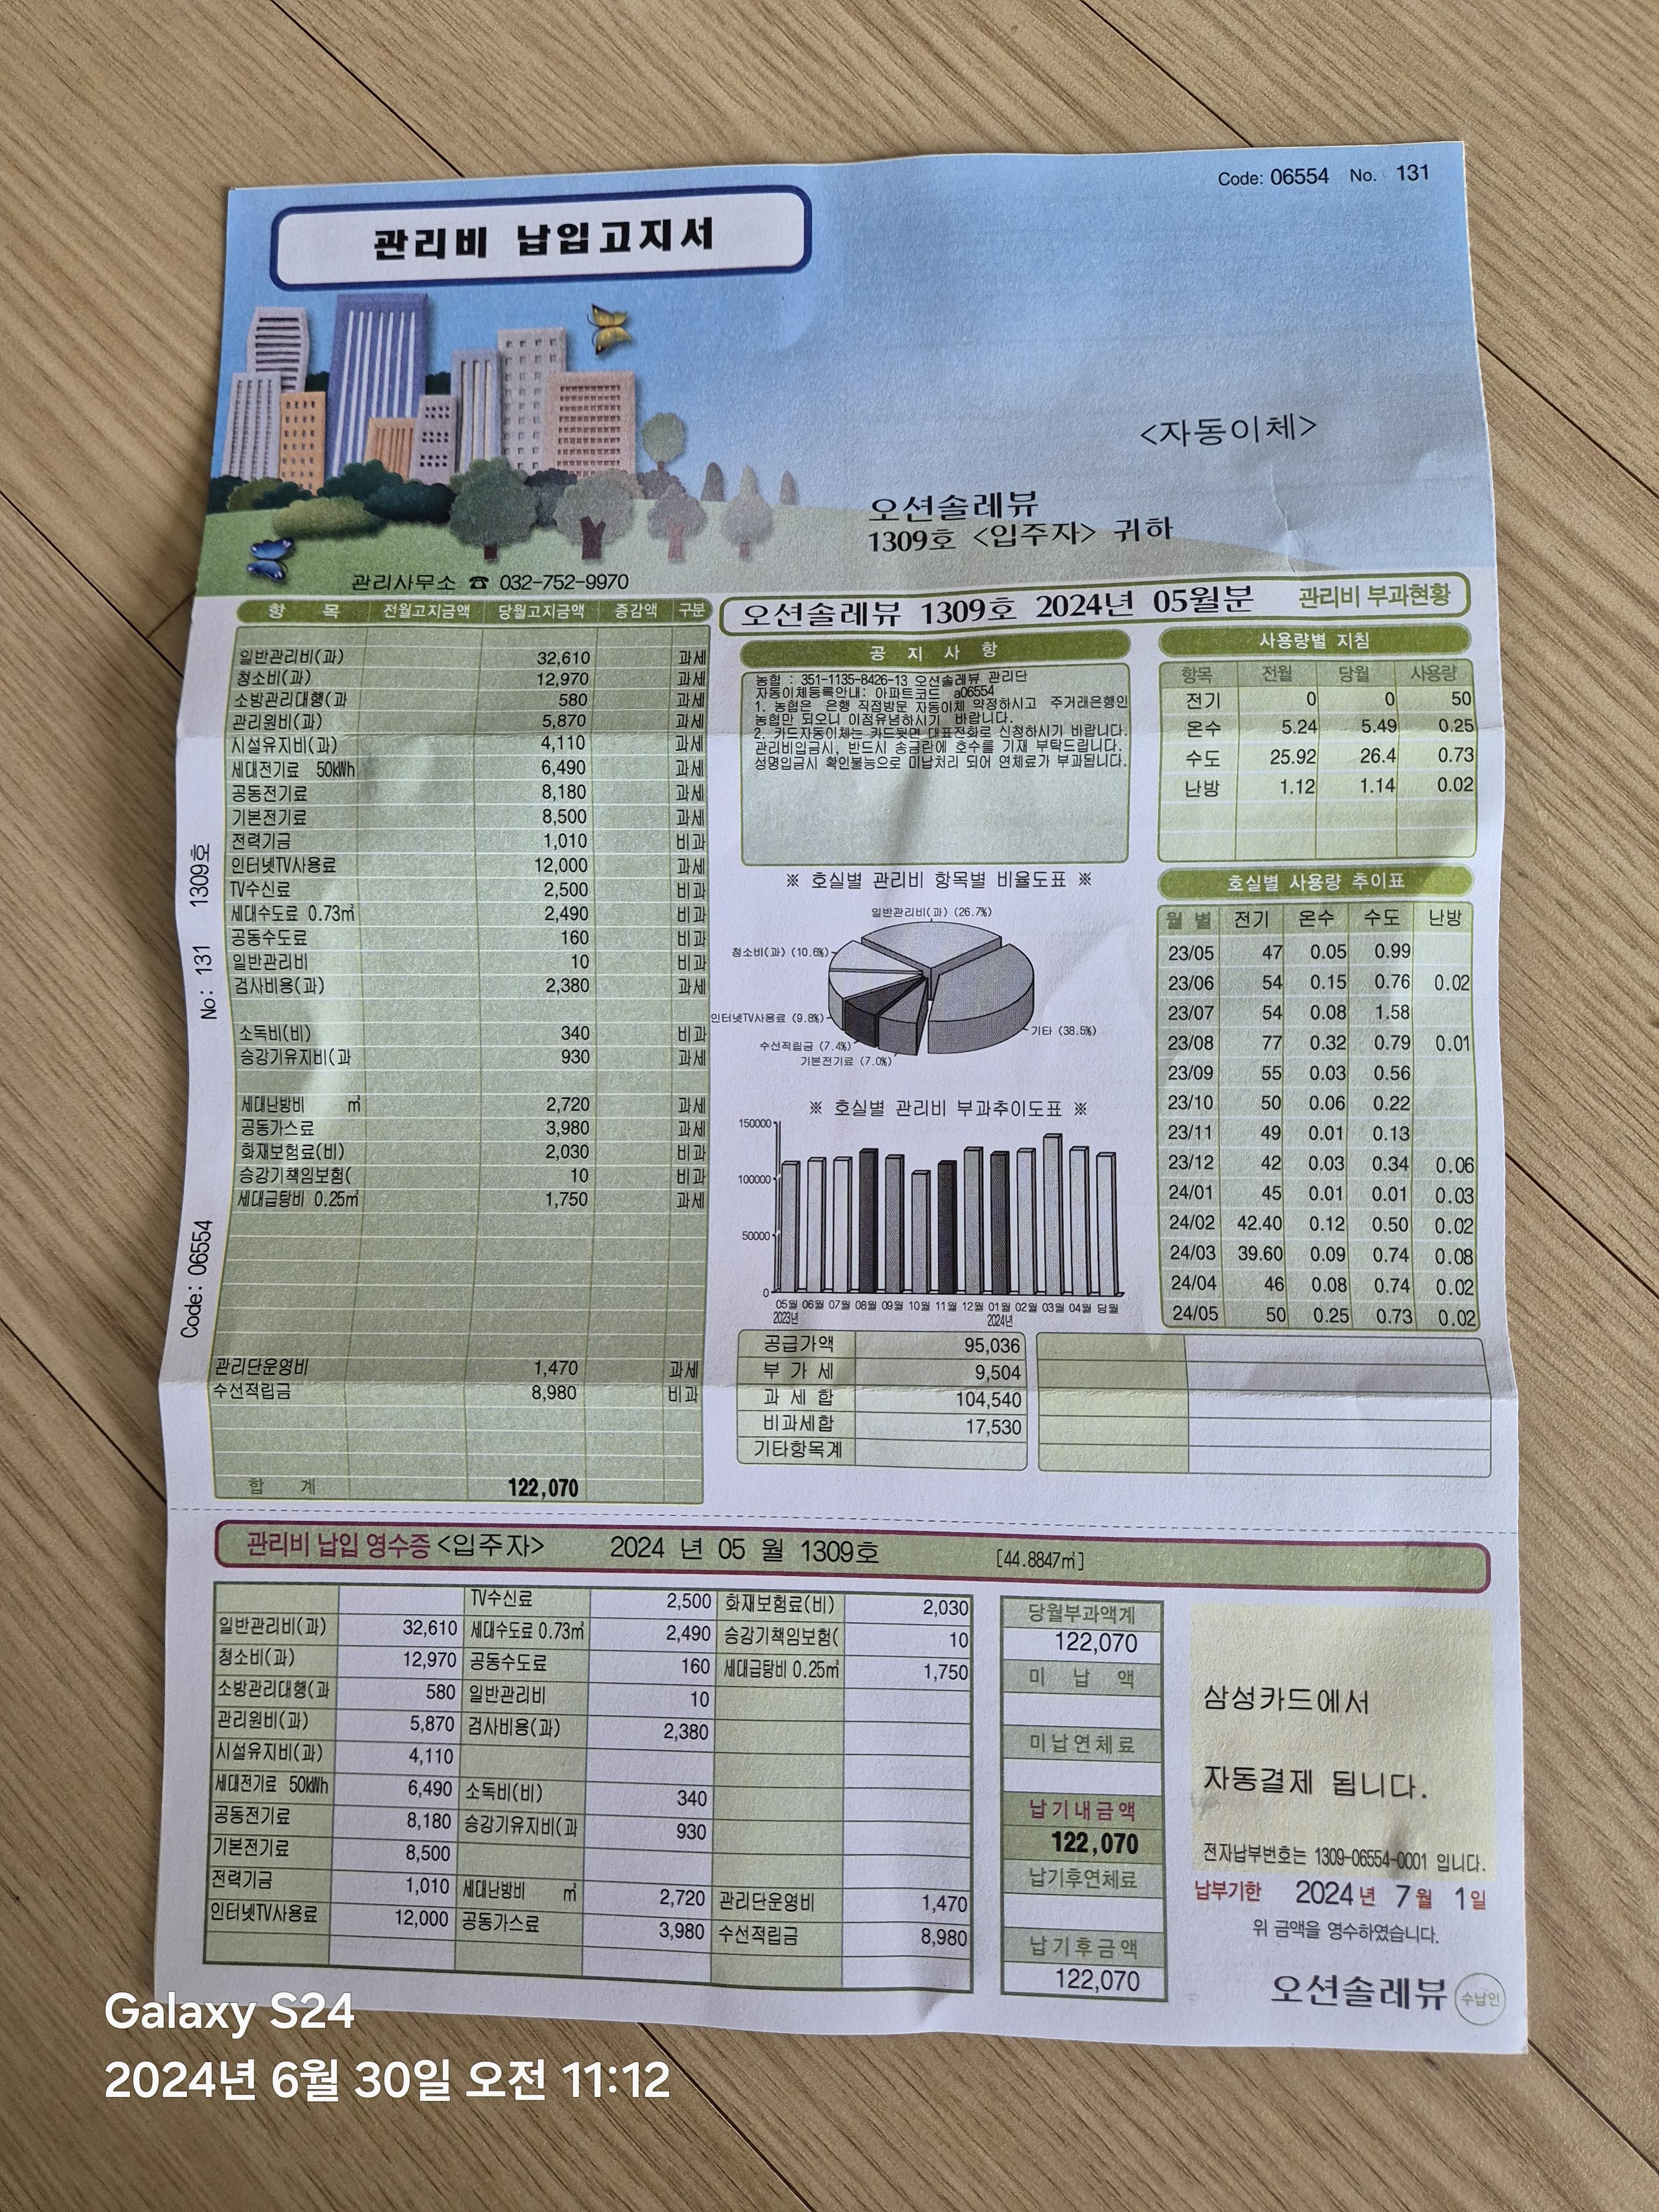 Code: 06554 No. 131
관리비 납입고지서
<자동이체>
오션솔레뷰
1309호 <입주자> 귀하
관리사무소 ☎ 032-752-9970
항 목 전월고지금액 당월고지금액 증감액 구분
일반관리비(과) 32,610 과세
청소비(과) 12,970 과세
소방관리대행(과 580 과세
관리원비(과) 5,870 과세
시설유지비(과) 4,110 과세
세대전기료 50kWh 6,490 과세
공동전기료 8,180 과세
기본전기료 8,500 과세
전력기금 1,010 비과
인터넷TV사용료 12,000 과세
TV수신료 2,500 비과
세대수도료 0.73㎥ 2,490 비과
공동수도료 160 비과
일반관리비 10 비과
검사비용(과) 2,380 과세
소독비(비) 340 비과
승강기유지비(과 930 과세
세대난방비 ㎥ 2,720 과세
공동가스료 3,980 과세
화재보험료(비) 2,030 비과
승강기책임보험( 10 비과
세대급탕비 0.25㎥ 1,750 과세
관리단운영비 1,470 과세
수선적립금 8,980 비과
합 계 122,070
No: 131 1309호
Code: 06554
오션솔레뷰 1309호 2024년 05월분 관리비 부과현황
공 지 사 항
농협 : 351-1135-8426-13 오션솔레뷰 관리단
자동이체등록안내: 아파트코드 a06554
1. 농협은 은행 직접방문 자동이체 약정하시고 주거래은행인
농협만 되오니 이점유념하시기 바랍니다.
2. 카드자동이체는 카드뒷면 대표전화로 신청하시기 바랍니다.
관리비입금시, 반드시 송금란에 호수를 기재 부탁드립니다.
성명입금시 확인불능으로 미납처리 되어 연체료가 부과됩니다.
사용량별 지침
항목 전월 당월 사용량
전기 0 0 50
온수 5.24 5.49 0.25
수도 25.92 26.4 0.73
난방 1.12 1.14 0.02
※ 호실별 관리비 항목별 비율도표 ※
일반관리비(과) (26.7%)
청소비(과) (10.6%)
인터넷TV사용료 (9.8%)
수선적립금 (7.4%)
기본전기료 (7.0%)
기타 (38.5%)
호실별 사용량 추이표
월 별 전기 온수 수도 난방
23/05 47 0.05 0.99
23/06 54 0.15 0.76 0.02
23/07 54 0.08 1.58
23/08 77 0.32 0.79 0.01
23/09 55 0.03 0.56
23/10 50 0.06 0.22
23/11 49 0.01 0.13
23/12 42 0.03 0.34 0.06
24/01 45 0.01 0.01 0.03
24/02 42.40 0.12 0.50 0.02
24/03 39.60 0.09 0.74 0.08
24/04 46 0.08 0.74 0.02
24/05 50 0.25 0.73 0.02
※ 호실별 관리비 부과추이도표 ※
150000
100000
50000
0
05월 06월 07월 08월 09월 10월 11월 12월 01월 02월 03월 04월 당월
2023년 2024년
공급가액 95,036
부 가 세 9,504
과 세 합 104,540
비과세합 17,530
기타항목계
관리비 납입 영수증 <입주자> 2024 년 05 월 1309호 [44.8847㎡]
TV수신료 2,500 화재보험료(비) 2,030
일반관리비(과) 32,610 세대수도료 0.73㎥ 2,490 승강기책임보험( 10
청소비(과) 12,970 공동수도료 160 세대급탕비 0.25㎥ 1,750
소방관리대행(과 580 일반관리비 10
관리원비(과) 5,870 검사비용(과) 2,380
시설유지비(과) 4,110
세대전기료 50kWh 6,490 소독비(비) 340
공동전기료 8,180 승강기유지비(과 930
기본전기료 8,500
전력기금 1,010 세대난방비 ㎥ 2,720 관리단운영비 1,470
인터넷TV사용료 12,000 공동가스료 3,980 수선적립금 8,980
당월부과액계
122,070
미 납 액
미납연체료
납기내금액
122,070
납기후연체료
납기후금액
122,070
삼성카드에서
자동결제 됩니다.
전자납부번호는 1309-06554-0001 입니다.
납부기한 2024년 7월 1일
위 금액을 영수하였습니다.
오션솔레뷰 수납인
Galaxy S24
2024년 6월 30일 오전 11:12